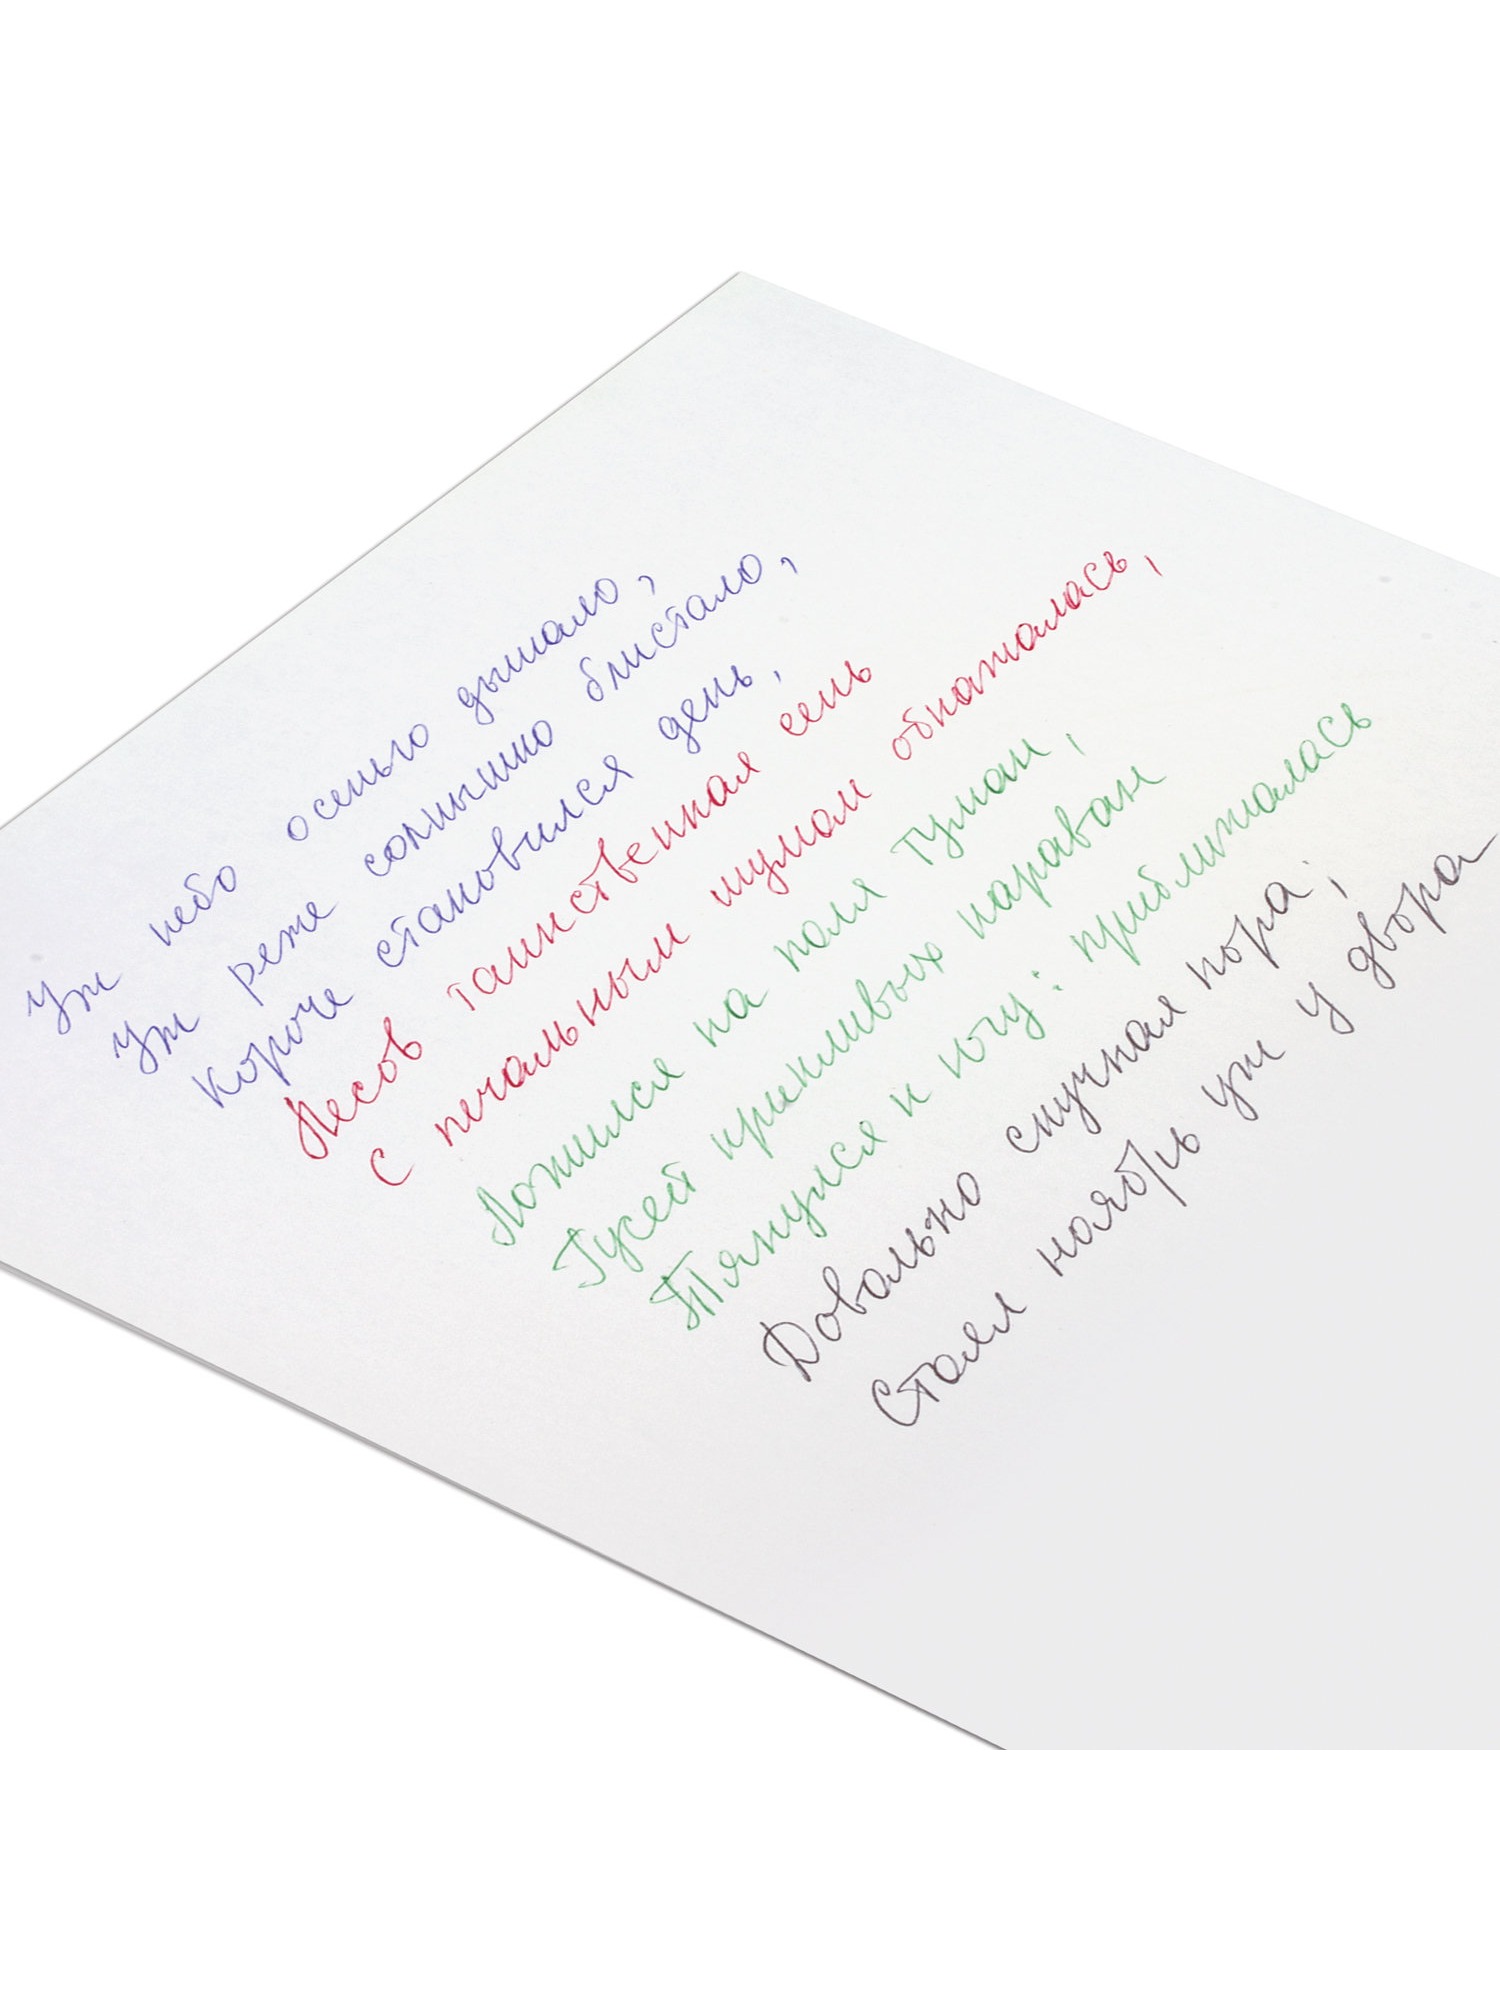 Уж небо осенью дышало,
Уж реже солнышко блистало,
Короче становился день,
Лесов таинственная сень
С печальным шумом обнажалась,
Ложился на поля туман,
Гусей крикливых караван
Тянулся к югу: приближалась
Довольно скучная пора;
Стоял ноябрь уж у двора